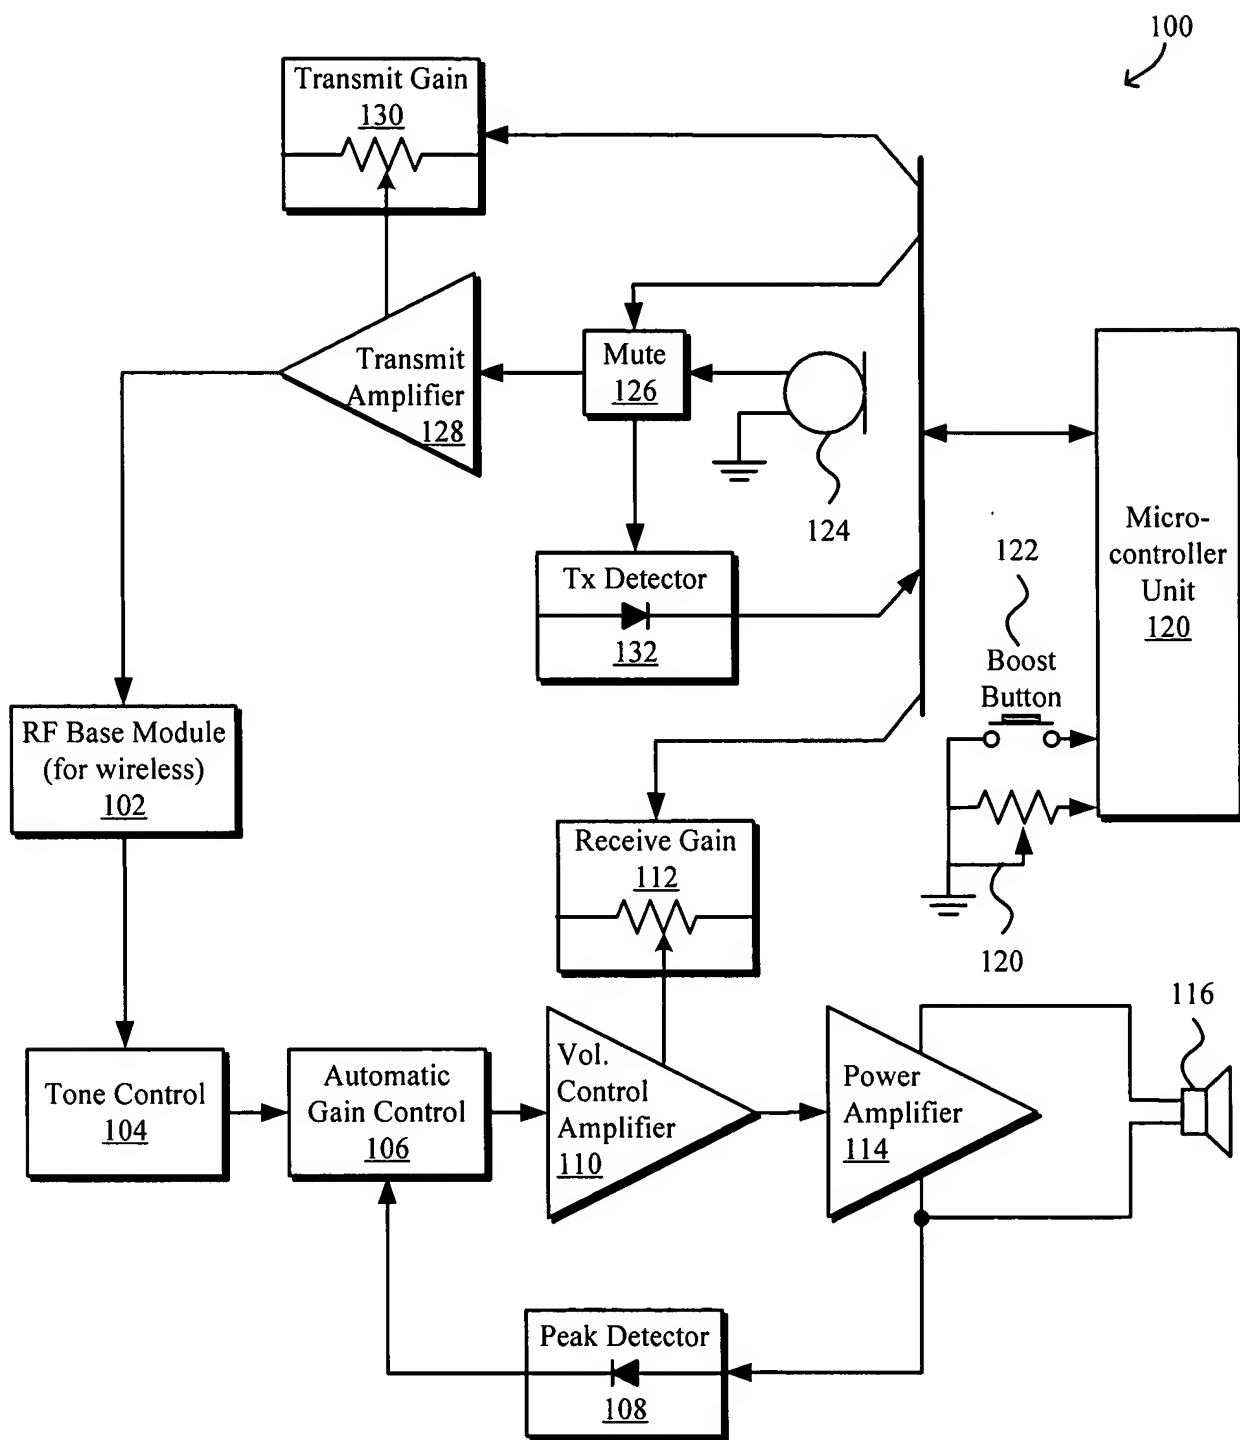 100
Transmit Gain
130
Transmit
Amplifier
128
Mute
126
124
Tx Detector
132
Micro-
controller
Unit
120
122
Boost
Button
120
RF Base Module
(for wireless)
102
Receive Gain
112
116
Tone Control
104
Automatic
Gain Control
106
Vol.
Control
Amplifier
110
Power
Amplifier
114
Peak Detector
108